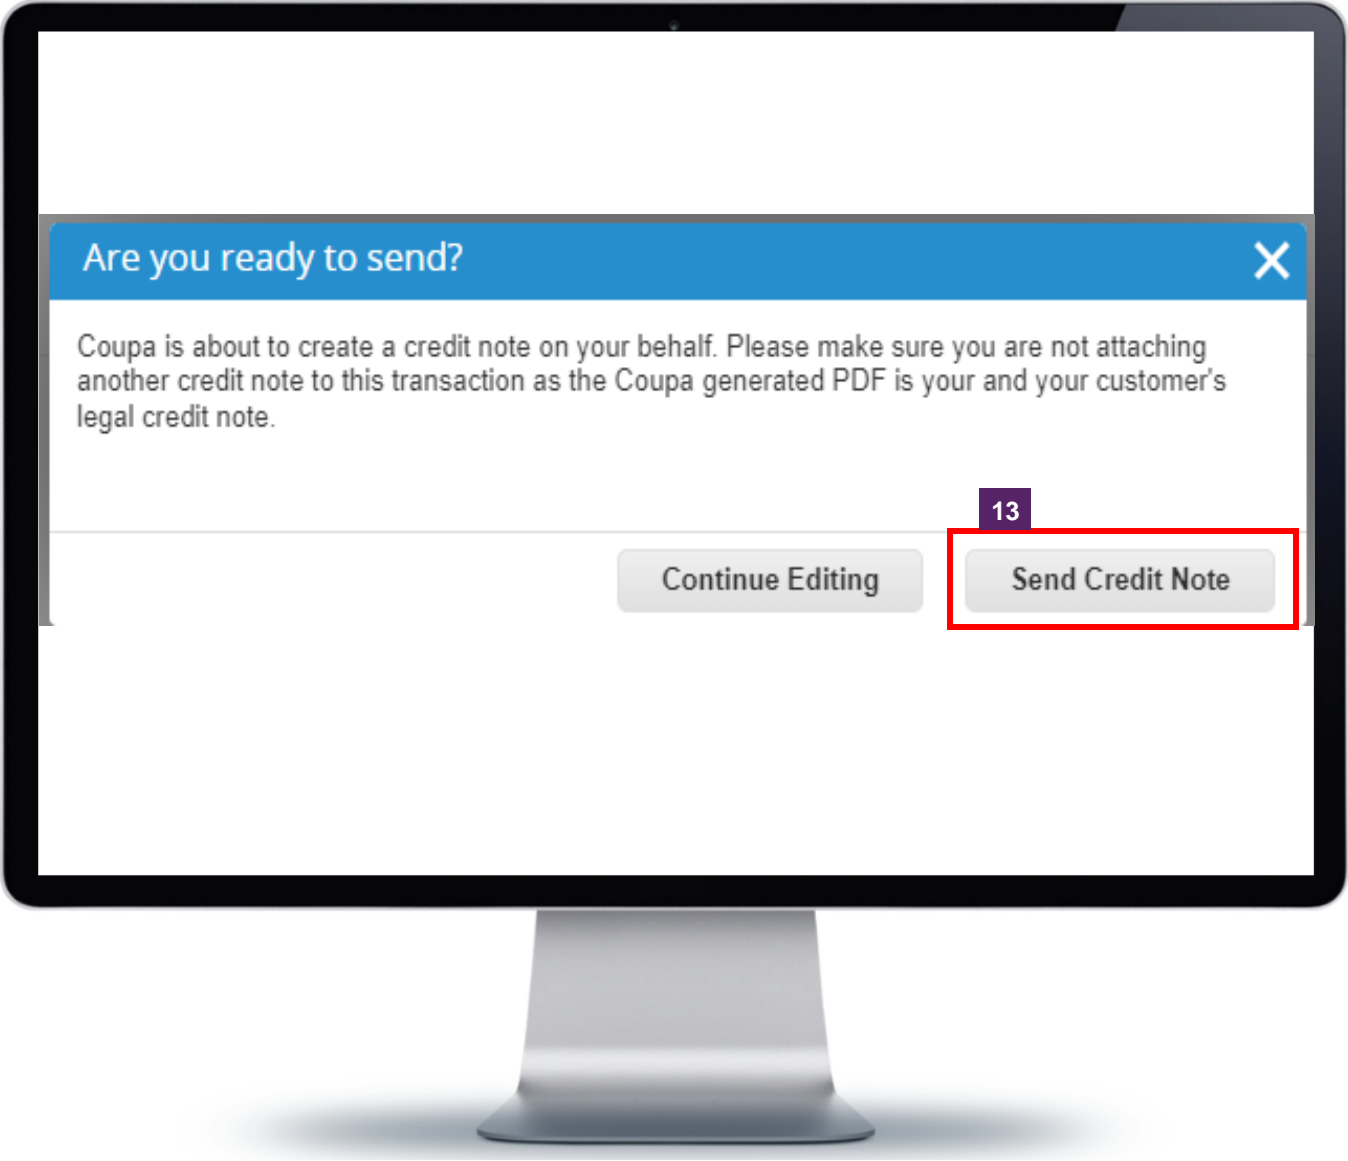 Are you ready to send?
Coupa is about to create a credit note on your behalf. Please make sure you are not attaching
another credit note to this transaction as the Coupa generated PDF is your and your customer's
legal credit note.
13
Continue Editing
Send Credit Note